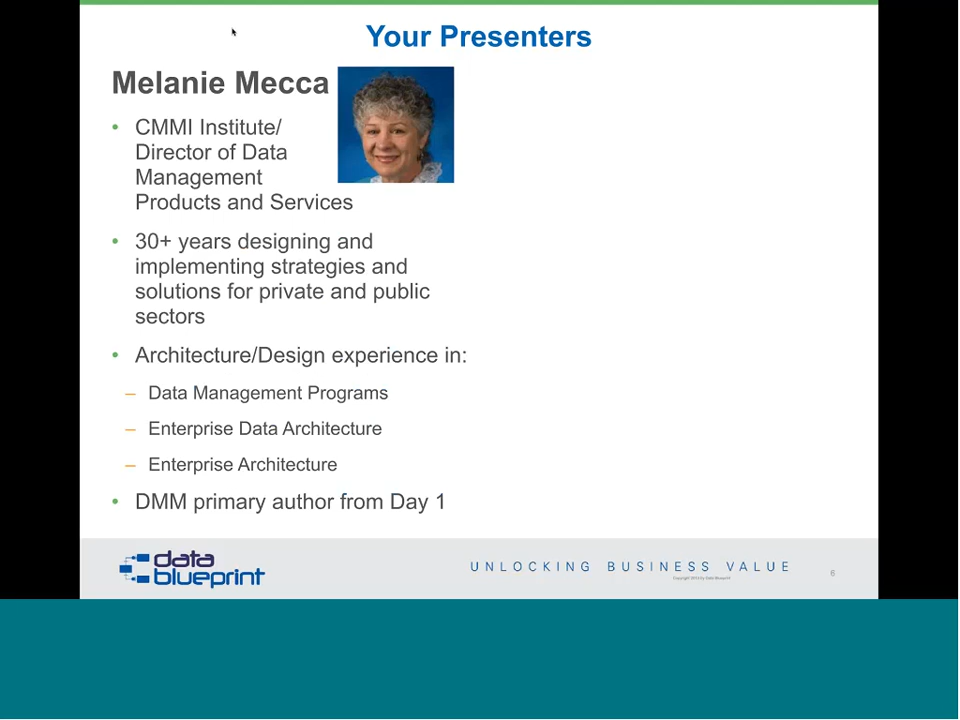 Your Presenters
Melanie Mecca
• CMMI Institute/
Director of Data
Management
Products and Services
• 30+ years designing and
implementing strategies and
solutions for private and public
sectors
• Architecture/Design experience in:
– Data Management Programs
– Enterprise Data Architecture
– Enterprise Architecture
• DMM primary author from Day 1
data
blueprint
UNLOCKING BUSINESS VALUE
6